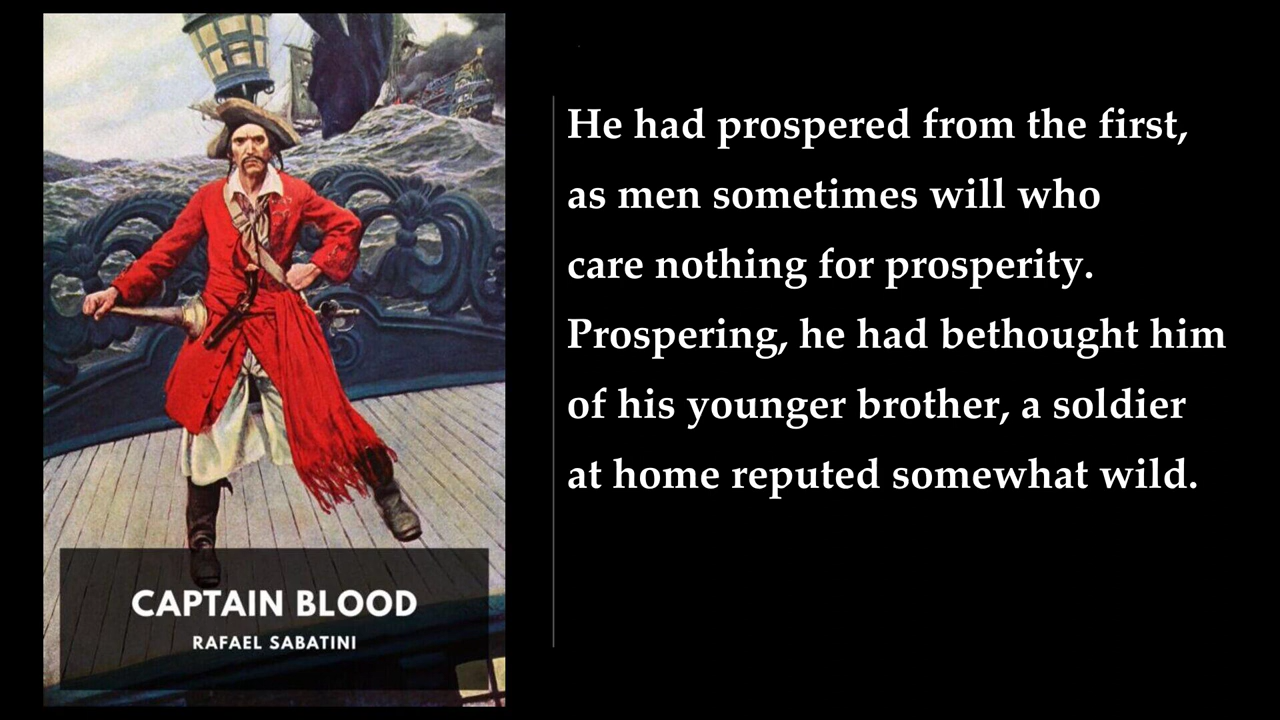 CAPTAIN BLOOD
RAFAEL SABATINI
He had prospered from the first,
as men sometimes will who
care nothing for prosperity.
Prospering, he had bethought him
of his younger brother, a soldier
at home reputed somewhat wild.